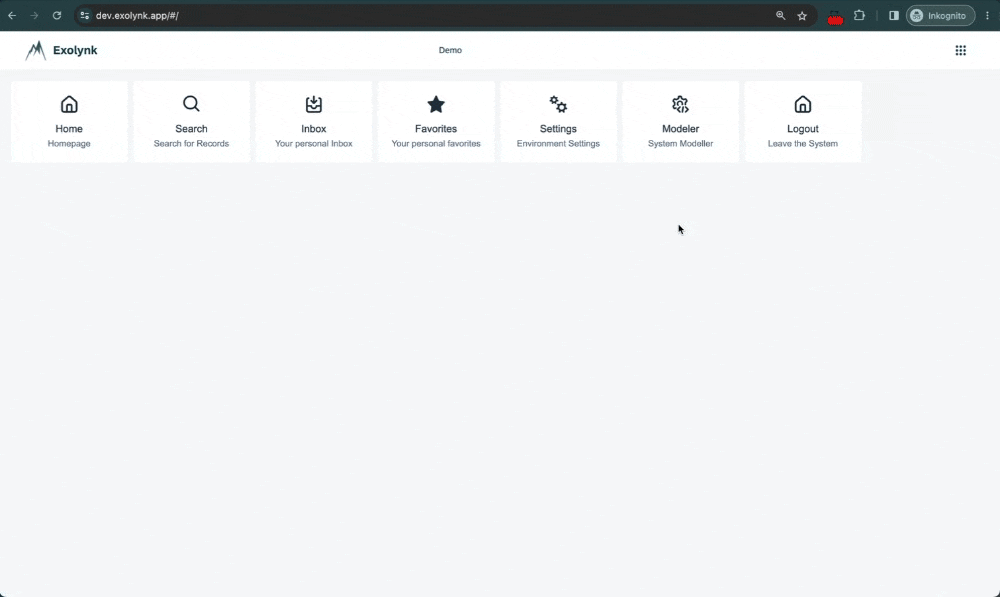 dev.exolynk.app/#/
Inkognito
Exolynk
Demo
Home
Homepage
Search
Search for Records
Inbox
Your personal Inbox
Favorites
Your personal favorites
Settings
Environment Settings
Modeler
System Modeller
Logout
Leave the System